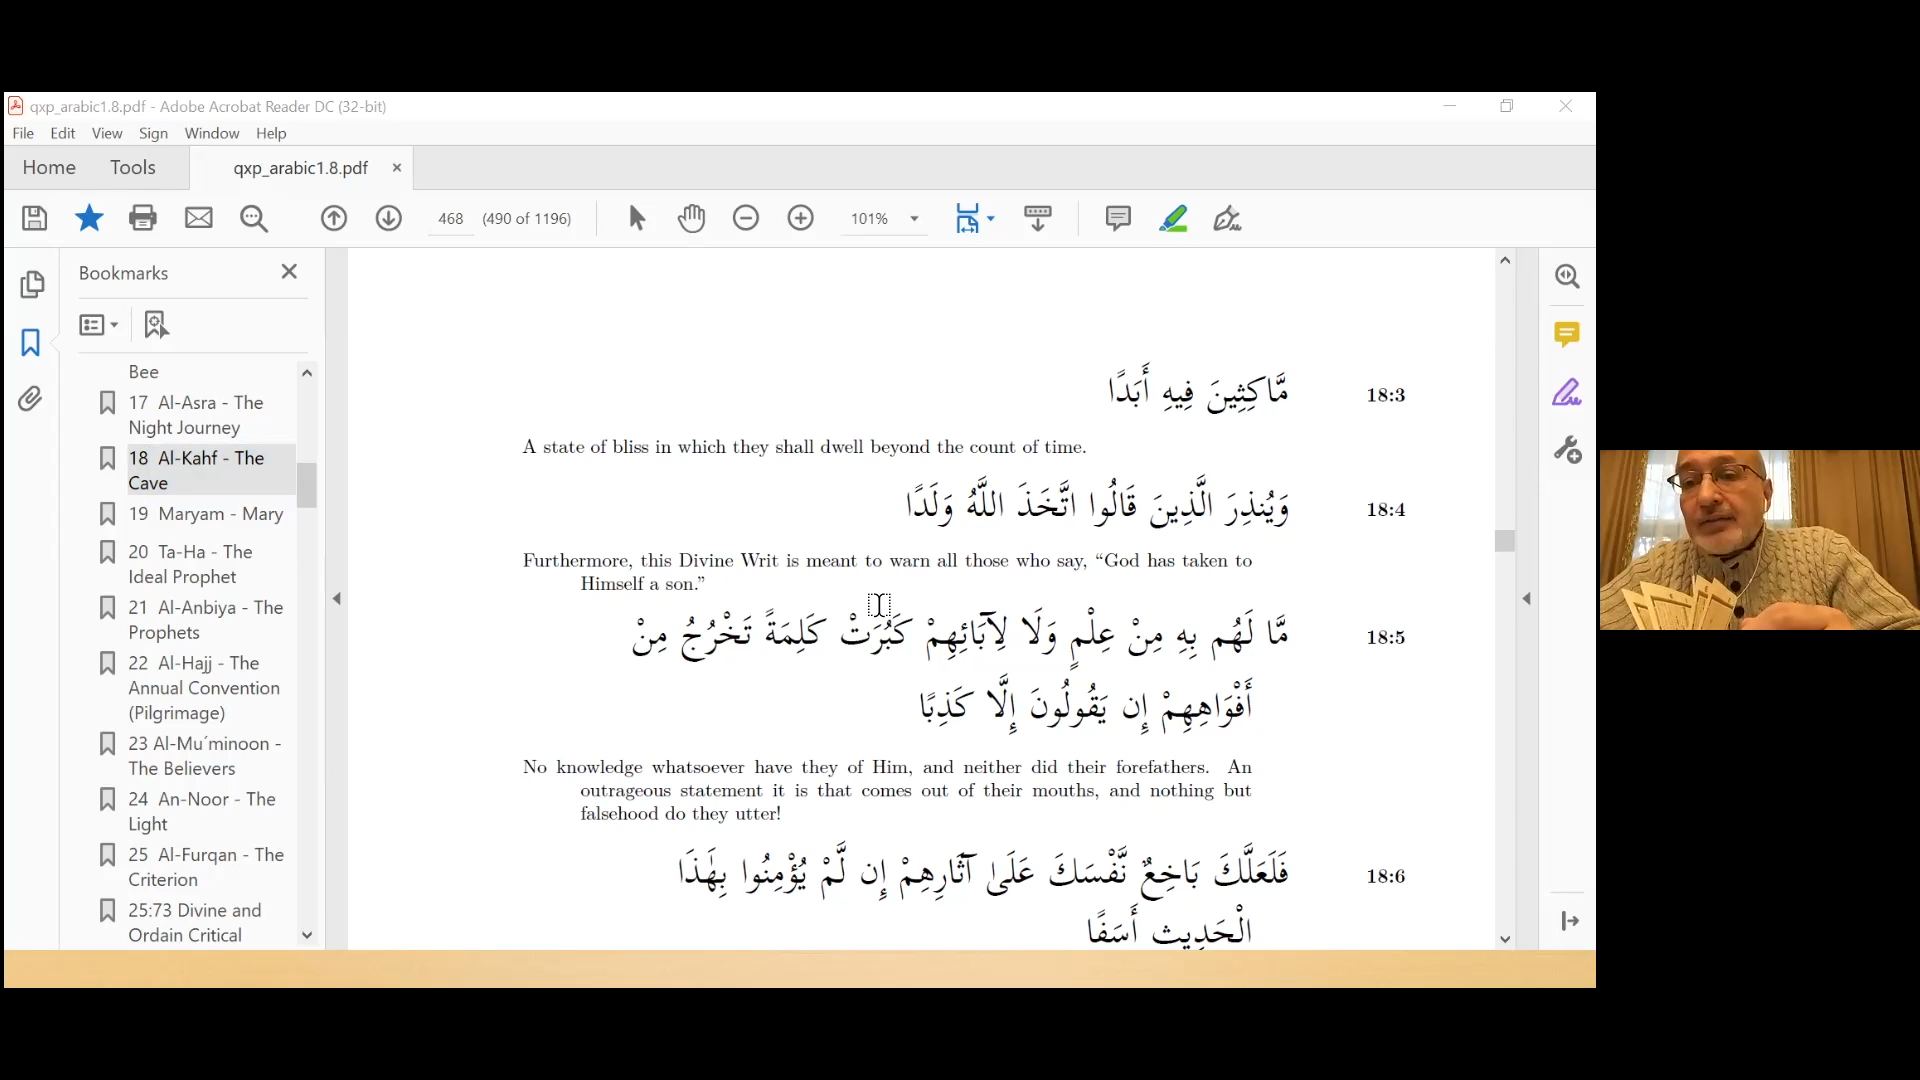 qxp_arabic1.8.pdf - Adobe Acrobat Reader DC (32-bit)
File Edit View Sign Window Help
Home Tools qxp_arabic1.8.pdf
468 (490 of 1196) 101%
Bookmarks
Bee
17 Al-Asra - The
Night Journey
18 Al-Kahf - The
Cave
19 Maryam - Mary
20 Ta-Ha - The
Ideal Prophet
21 Al-Anbiya - The
Prophets
22 Al-Hajj - The
Annual Convention
(Pilgrimage)
23 Al-Mu´minoon -
The Believers
24 An-Noor - The
Light
25 Al-Furqan - The
Criterion
25:73 Divine and
Ordain Critical
مَّاكِثِينَ فِيهِ أَبَدًا 18:3
A state of bliss in which they shall dwell beyond the count of time.
وَيُنذِرَ الَّذِينَ قَالُوا اتَّخَذَ اللَّهُ وَلَدًا 18:4
Furthermore, this Divine Writ is meant to warn all those who say, “God has taken to
Himself a son.”
مَّا لَهُم بِهِ مِنْ عِلْمٍ وَلَا لِآبَائِهِمْ كَبُرَتْ كَلِمَةً تَخْرُجُ مِنْ 18:5
أَفْوَاهِهِمْ إِن يَقُولُونَ إِلَّا كَذِبًا
No knowledge whatsoever have they of Him, and neither did their forefathers. An
outrageous statement it is that comes out of their mouths, and nothing but
falsehood do they utter!
فَلَعَلَّكَ بَاخِعٌ نَّفْسَكَ عَلَىٰ آثَارِهِمْ إِن لَّمْ يُؤْمِنُوا بِهَٰذَا 18:6
الْحَدِيثِ أَسَفًا